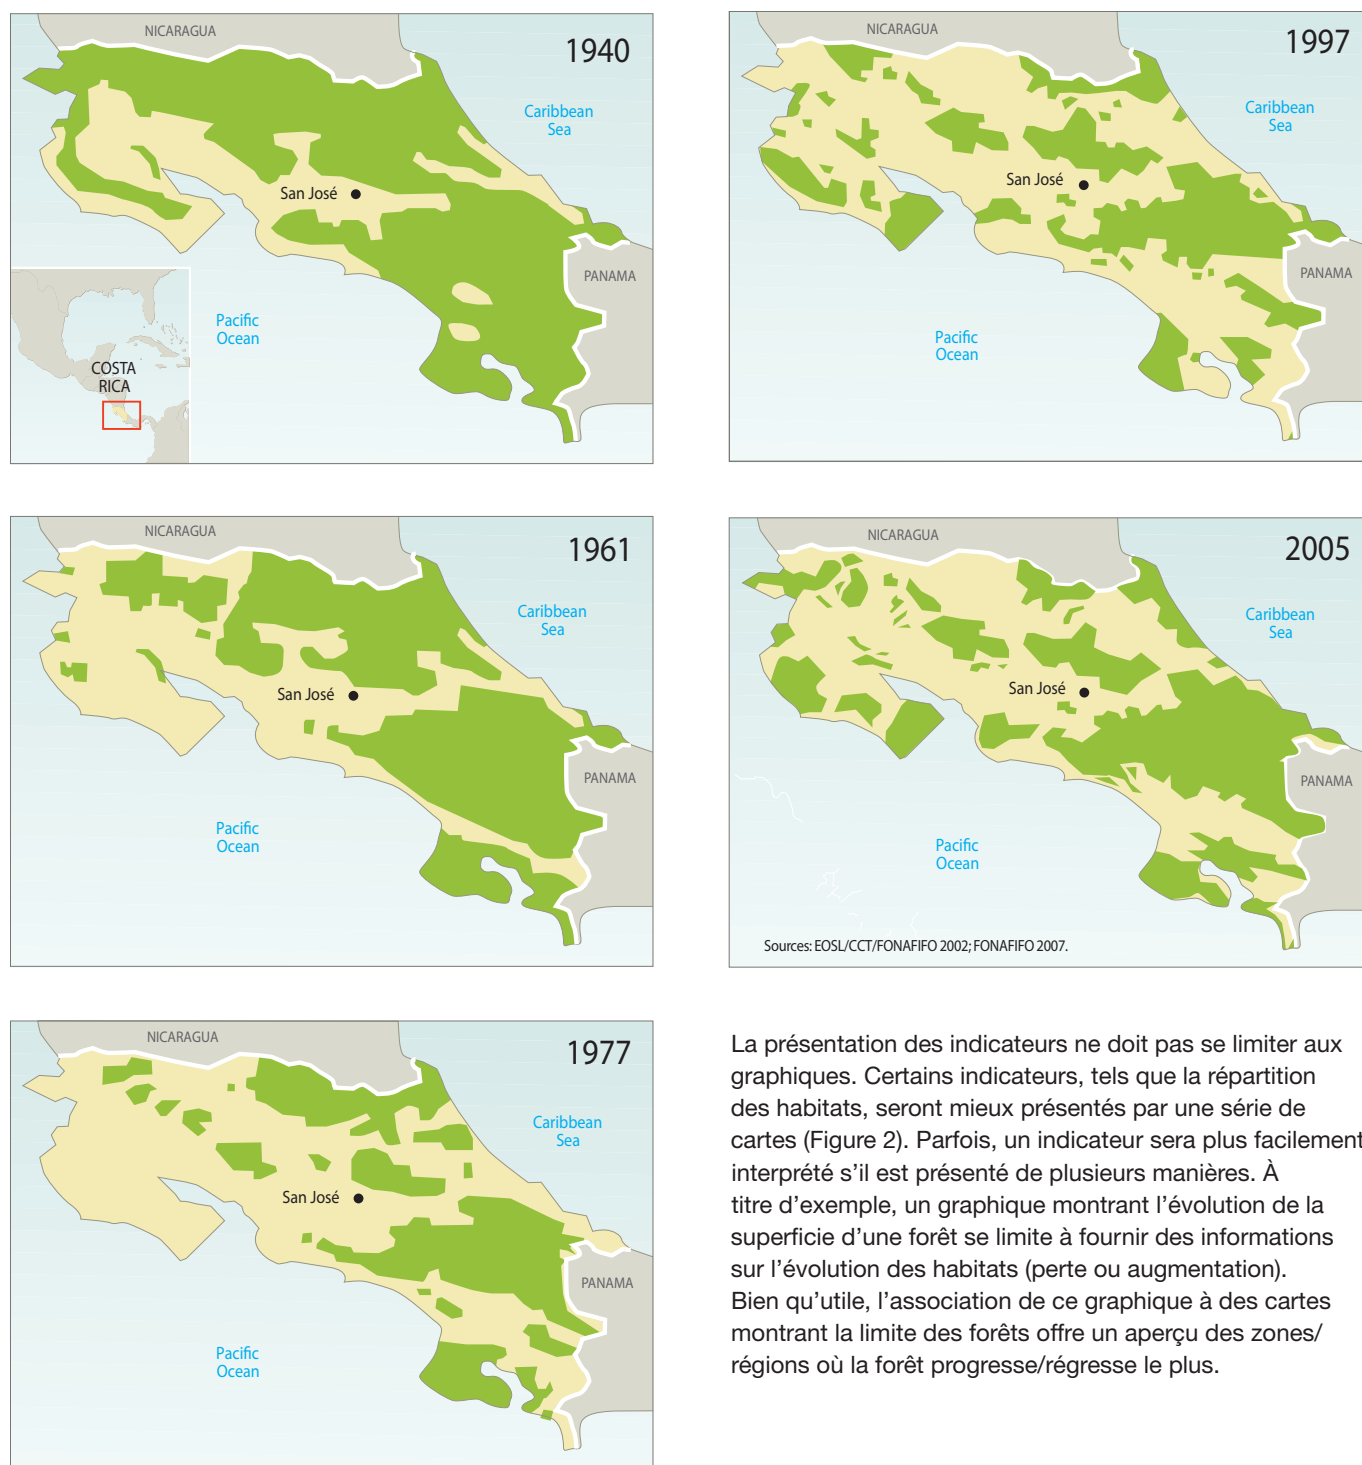 NICARAGUA
1940
Caribbean
Sea
San José
PANAMA
Pacific
Ocean
COSTA
RICA
NICARAGUA
1961
Caribbean
Sea
San José
PANAMA
Pacific
Ocean
NICARAGUA
1977
Caribbean
Sea
San José
PANAMA
Pacific
Ocean
NICARAGUA
1997
Caribbean
Sea
San José
PANAMA
Pacific
Ocean
NICARAGUA
2005
Caribbean
Sea
San José
PANAMA
Pacific
Ocean
Sources: EOSL/CCT/FONAFIFO 2002; FONAFIFO 2007.
La présentation des indicateurs ne doit pas se limiter aux
graphiques. Certains indicateurs, tels que la répartition
des habitats, seront mieux présentés par une série de
cartes (Figure 2). Parfois, un indicateur sera plus facilement
interprété s’il est présenté de plusieurs manières. À
titre d’exemple, un graphique montrant l’évolution de la
superficie d’une forêt se limite à fournir des informations
sur l’évolution des habitats (perte ou augmentation).
Bien qu’utile, l’association de ce graphique à des cartes
montrant la limite des forêts offre un aperçu des zones/
régions où la forêt progresse/régresse le plus.